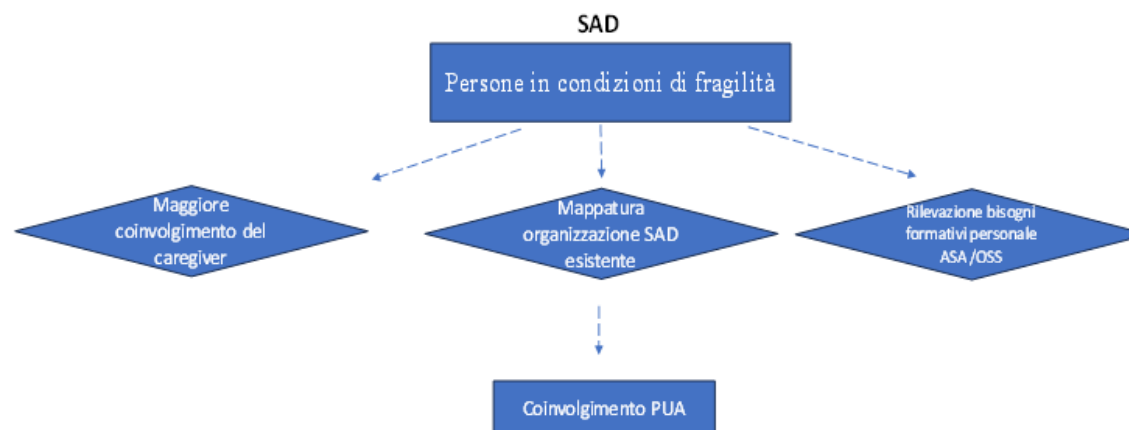 SAD
Persone in condizioni di fragilità
Maggiore
coinvolgimento del
caregiver
Mappatura
organizzazione SAD
esistente
Rilevazione bisogni
formativi personale
ASA/OSS
Coinvolgimento PUA